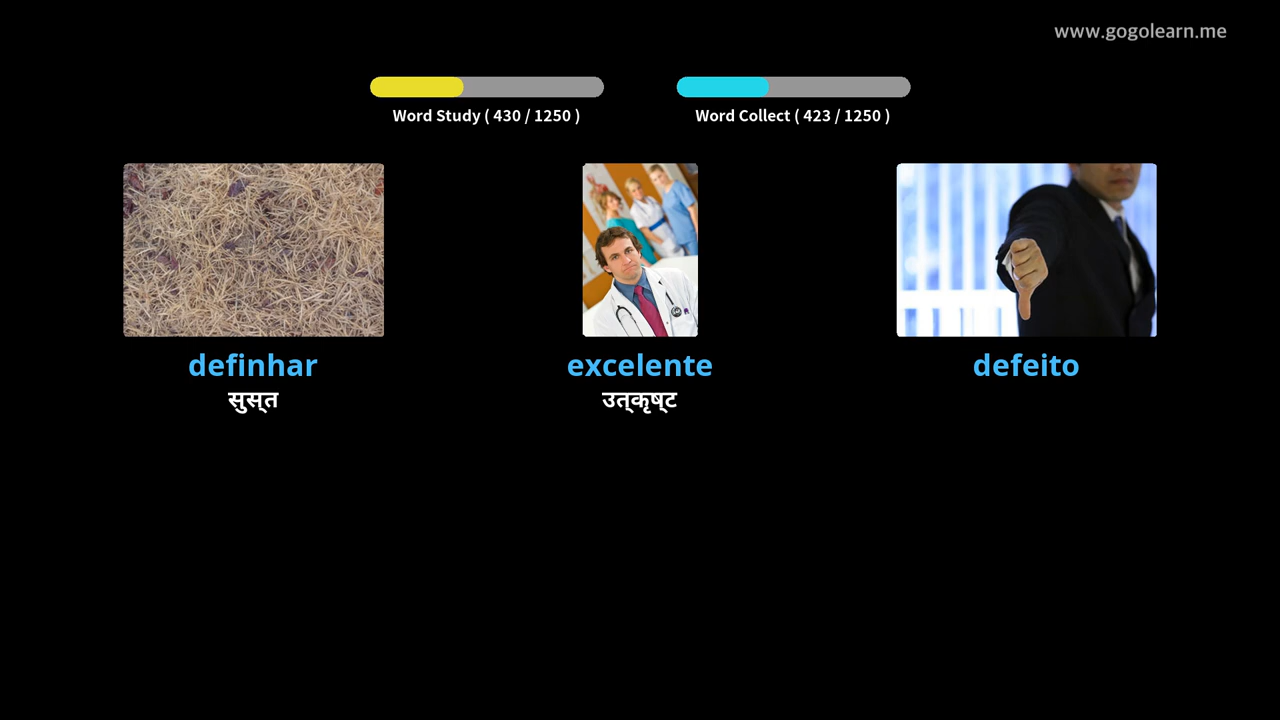 www.gogolearn.me
Word Study ( 430 / 1250 )
Word Collect ( 423 / 1250 )
definhar
excelente
defeito
सुस्त
उत्कृष्ट